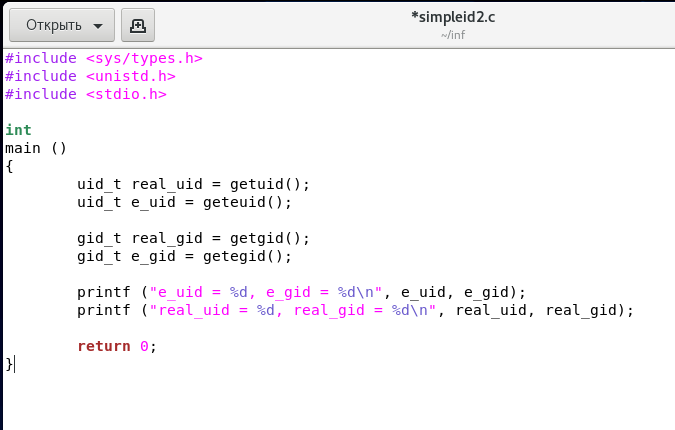 Открыть
*simpleid2.c
~/inf
#include <sys/types.h>
#include <unistd.h>
#include <stdio.h>

int
main ()
{
        uid_t real_uid = getuid();
        uid_t e_uid = geteuid();

        gid_t real_gid = getgid();
        gid_t e_gid = getegid();

        printf ("e_uid = %d, e_gid = %d\n", e_uid, e_gid);
        printf ("real_uid = %d, real_gid = %d\n", real_uid, real_gid);

        return 0;
}